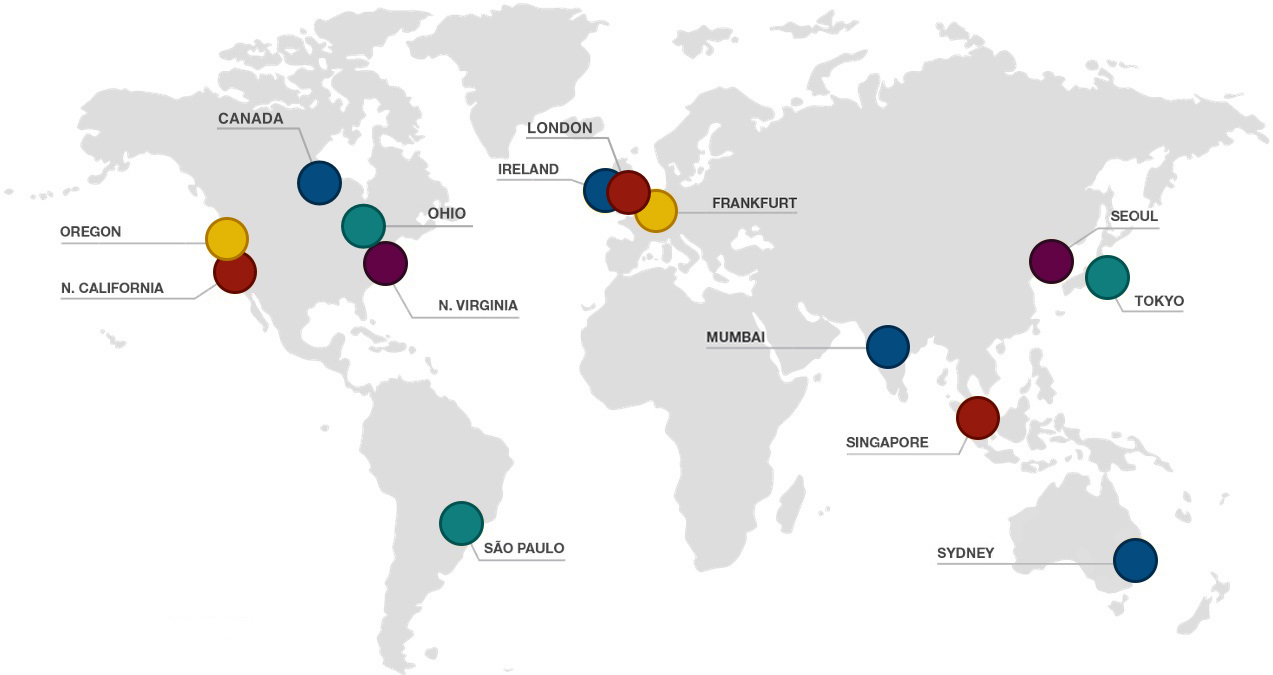 CANADA
LONDON
IRELAND
FRANKFURT
OHIO
SEOUL
OREGON
N. CALIFORNIA
N. VIRGINIA
TOKYO
MUMBAI
SINGAPORE
SÃO PAULO
SYDNEY